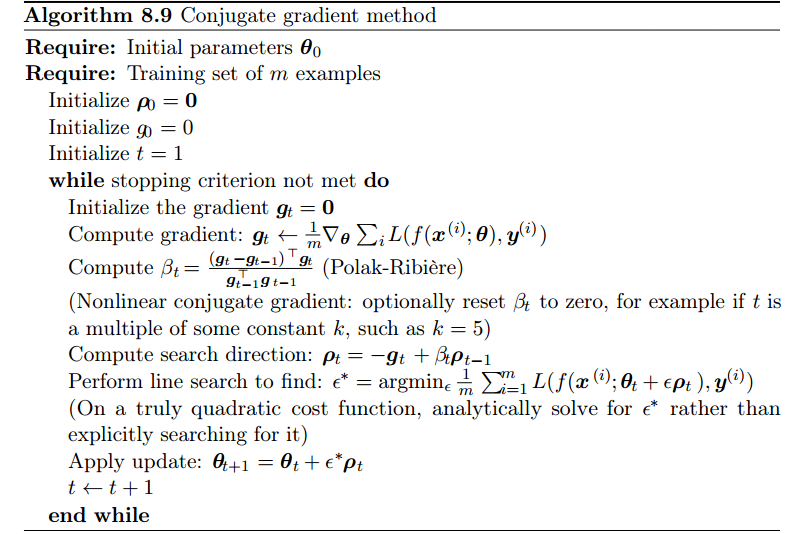 Algorithm 8.9 Conjugate gradient method
Require: Initial parameters θ₀
Require: Training set of m examples
Initialize ρ₀ = 0
Initialize g₀ = 0
Initialize t = 1
while stopping criterion not met do
Initialize the gradient gₜ = 0
Compute gradient: gₜ ← 1/m ∇_θ ∑ᵢ L(f(x⁽ⁱ⁾; θ), y⁽ⁱ⁾)
Compute βₜ = (gₜ−gₜ₋₁)^⊤ gₜ / g^⊤ₜ₋₁ gₜ₋₁ (Polak-Ribière)
(Nonlinear conjugate gradient: optionally reset βₜ to zero, for example if t is
a multiple of some constant k, such as k = 5)
Compute search direction: ρₜ = −gₜ + βₜρₜ₋₁
Perform line search to find: ϵ* = argmin_ϵ 1/m ∑ᵢ₌₁^m L(f(x⁽ⁱ⁾; θₜ + ϵρₜ), y⁽ⁱ⁾)
(On a truly quadratic cost function, analytically solve for ϵ* rather than
explicitly searching for it)
Apply update: θₜ₊₁ = θₜ + ϵ*ρₜ
t ← t + 1
end while